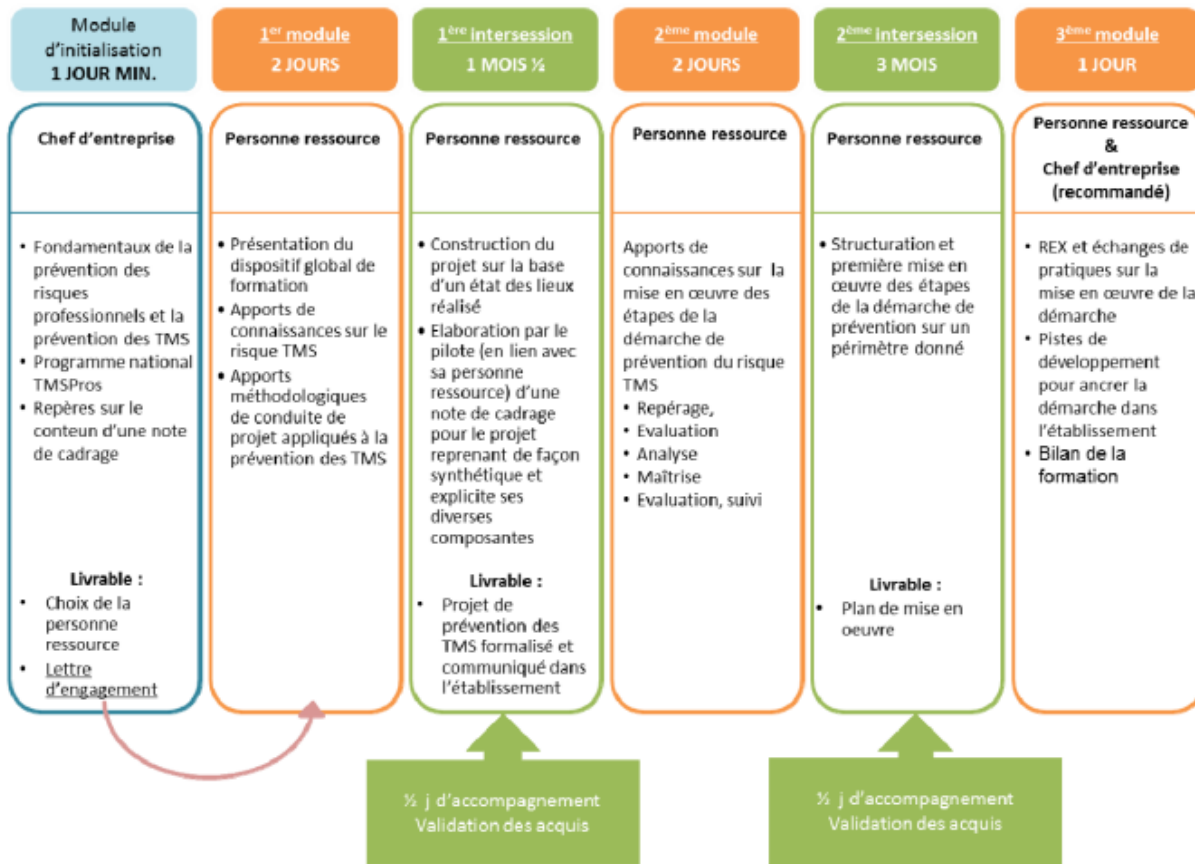 Module
d'initialisation
1 JOUR MIN.
1er module
2 JOURS
1ère intersession
1 MOIS ½
2ème module
2 JOURS
2ème intersession
3 MOIS
3ème module
1 JOUR
Chef d'entreprise
• Fondamentaux de la
prévention des
risques
professionnels et la
prévention des TMS
• Programme national
TMSPros
• Repères sur le
conteun d'une note
de cadrage
Livrable :
• Choix de la
personne
ressource
• Lettre
d'engagement
Personne ressource
• Présentation du
dispositif global de
formation
• Apports de
connaissances sur le
risque TMS
• Apports
méthodologiques
de conduite de
projet appliqués à la
prévention des TMS
Personne ressource
• Construction du
projet sur la base
d'un état des lieux
réalisé
• Elaboration par le
pilote (en lien avec
sa personne
ressource) d'une
note de cadrage
pour le projet
reprenant de façon
synthétique et
explicite ses
diverses
composantes
Livrable :
• Projet de
prévention des
TMS formalisé et
communiqué dans
l'établissement
Personne ressource
Apports de
connaissances sur la
mise en œuvre des
étapes de la
démarche de
prévention du risque
TMS
• Repérage,
• Evaluation
• Analyse
• Maîtrise
• Evaluation, suivi
Personne ressource
• Structuration et
première mise en
œuvre des étapes
de la démarche de
prévention sur un
périmètre donné
Livrable :
• Plan de mise en
oeuvre
Personne ressource
&
Chef d'entreprise
(recommandé)
• REX et échanges de
pratiques sur la
mise en œuvre de la
démarche
• Pistes de
développement
pour ancrer la
démarche dans
l'établissement
• Bilan de la
formation
½ j d'accompagnement
Validation des acquis
½ j d'accompagnement
Validation des acquis